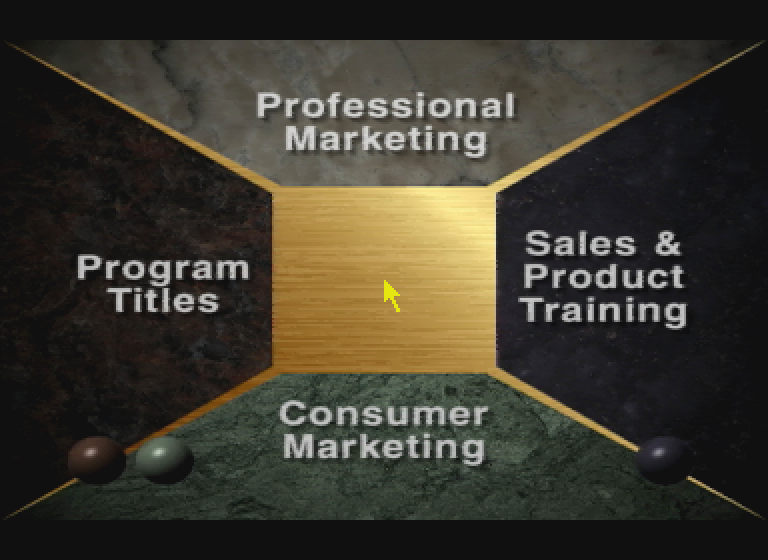 Professional
Marketing
Program
Titles
Sales &
Product
Training
Consumer
Marketing